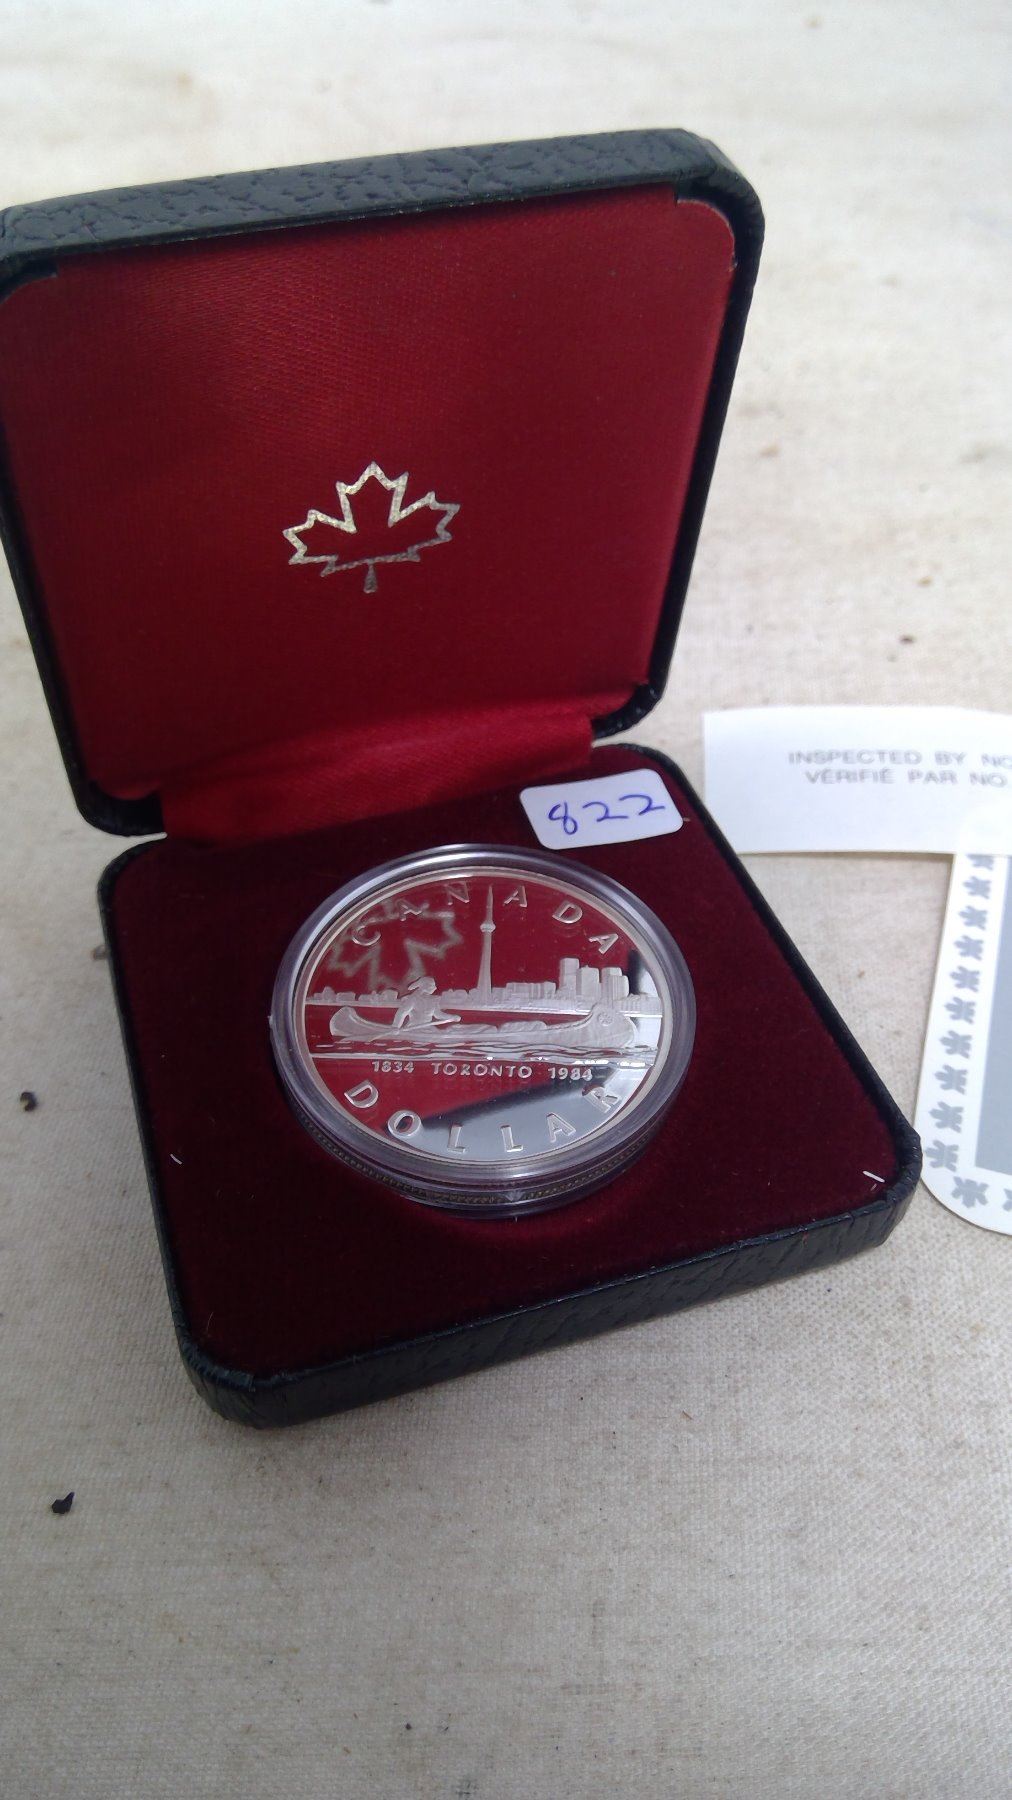 INSPECTED BY NO
VÉRIFIÉ PAR NO.
822
CANADA
1834 TORONTO 1984
DOLLAR